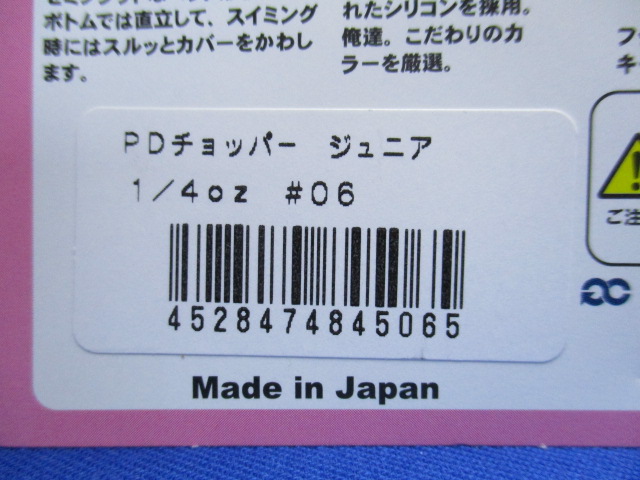 ボトムでは直立して、スイミング
時にはスルッとカバーをかわし
ます。
れたシリコンを採用。
俺達。こだわりのカ
ラーを厳選。
フ
キ
PDチョッパー ジュニア
1/4oz #06
4528474845065
ご注
Made in Japan